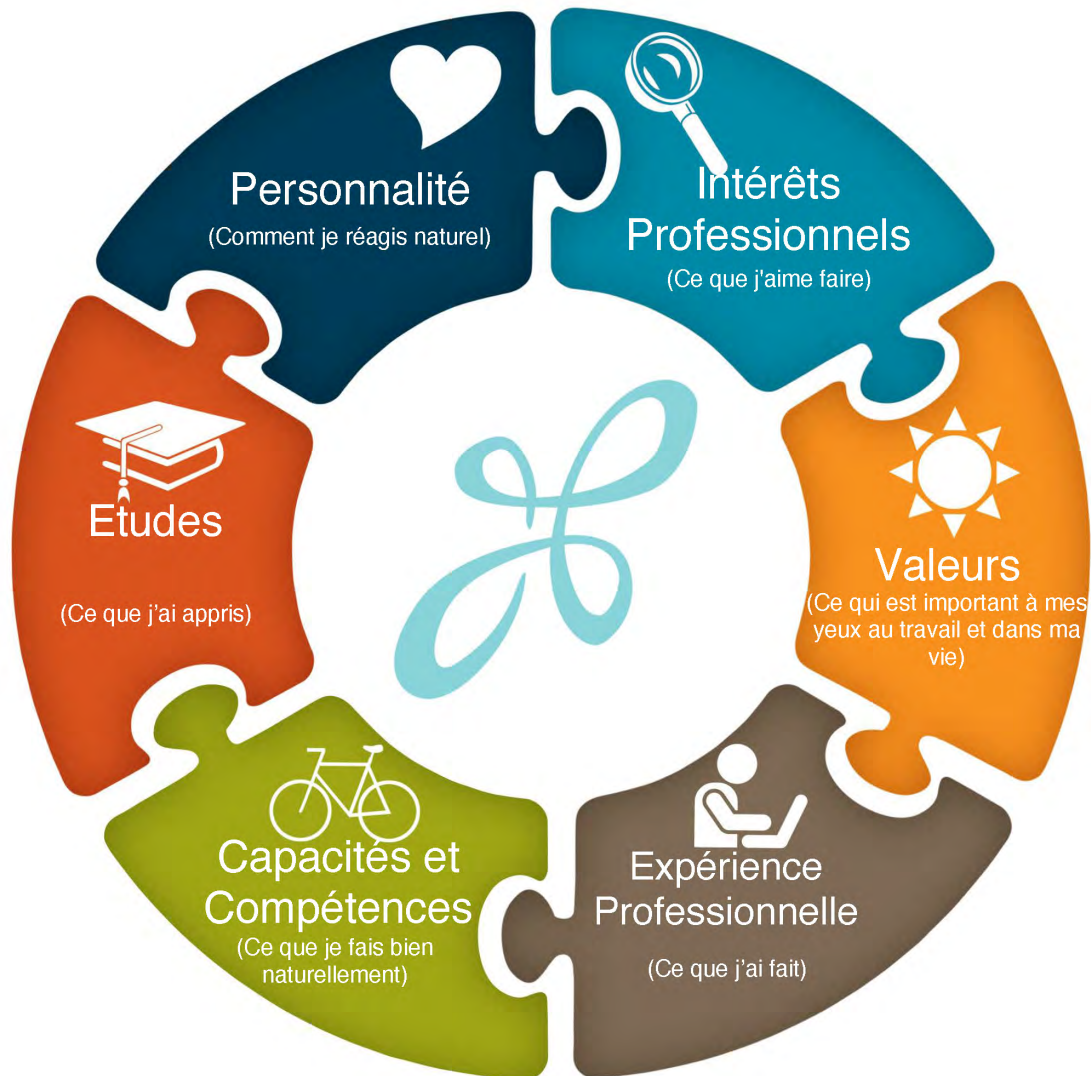 Personnalité
(Comment je réagis naturel)
Intérêts
Professionnels
(Ce que j'aime faire)
Valeurs
(Ce qui est important à mes
yeux au travail et dans ma
vie)
Expérience
Professionnelle
(Ce que j'ai fait)
Capacités et
Compétences
(Ce que je fais bien
naturellement)
Etudes
(Ce que j'ai appris)